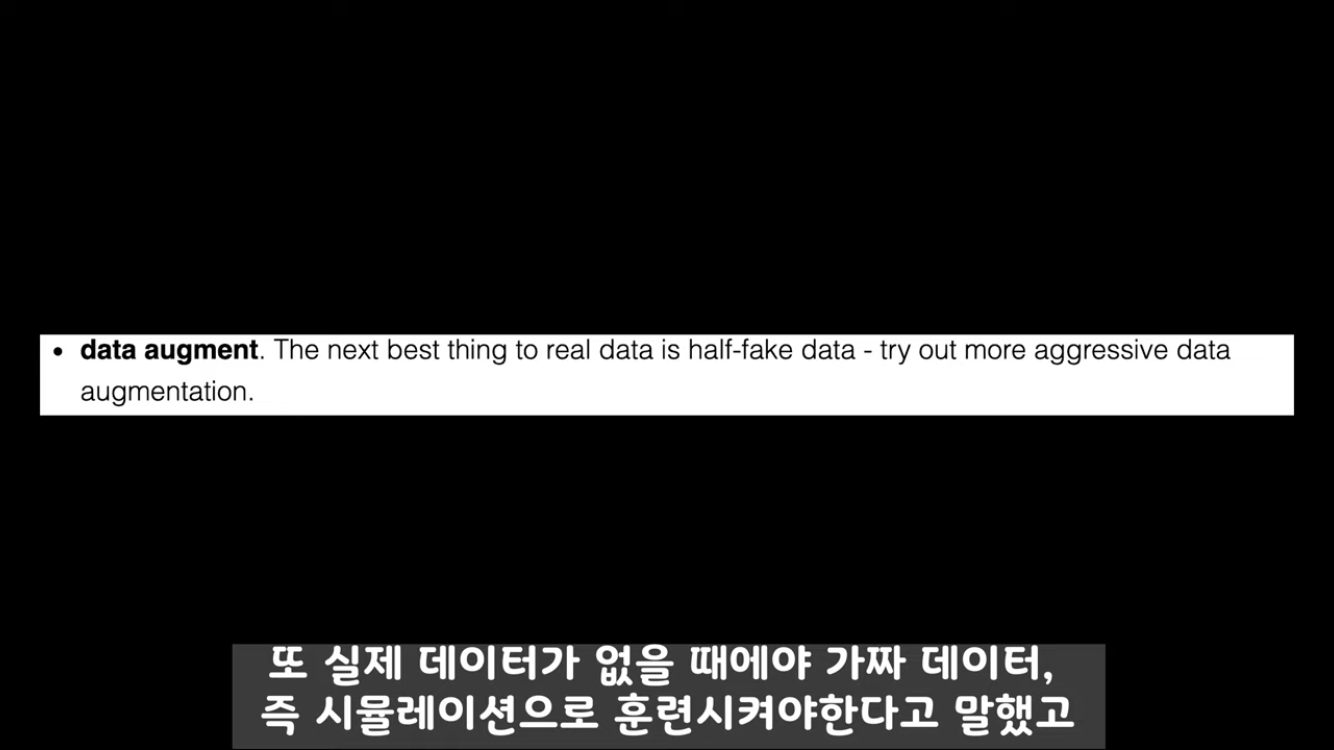 • data augment. The next best thing to real data is half-fake data - try out more aggressive data
augmentation.
또 실제 데이터가 없을 때에야 가짜 데이터,
즉 시뮬레이션으로 훈련시켜야한다고 말했고